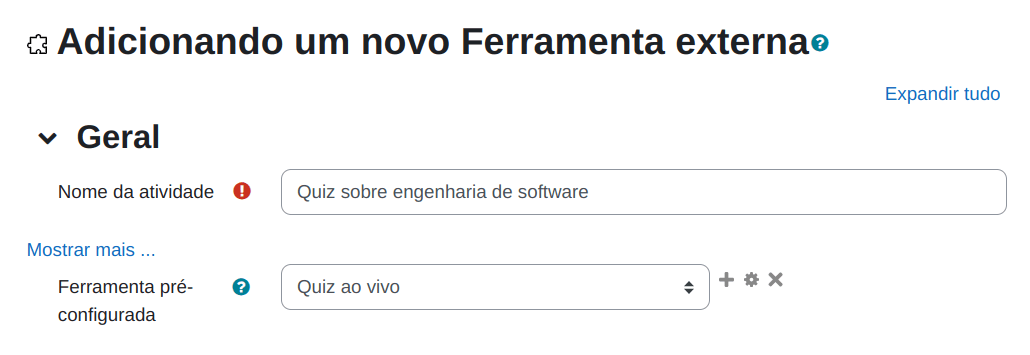 Adicionando um novo Ferramenta externa
Expandir tudo
Geral
Nome da atividade
Quiz sobre engenharia de software
Mostrar mais ...
Ferramenta pré-
configurada
Quiz ao vivo